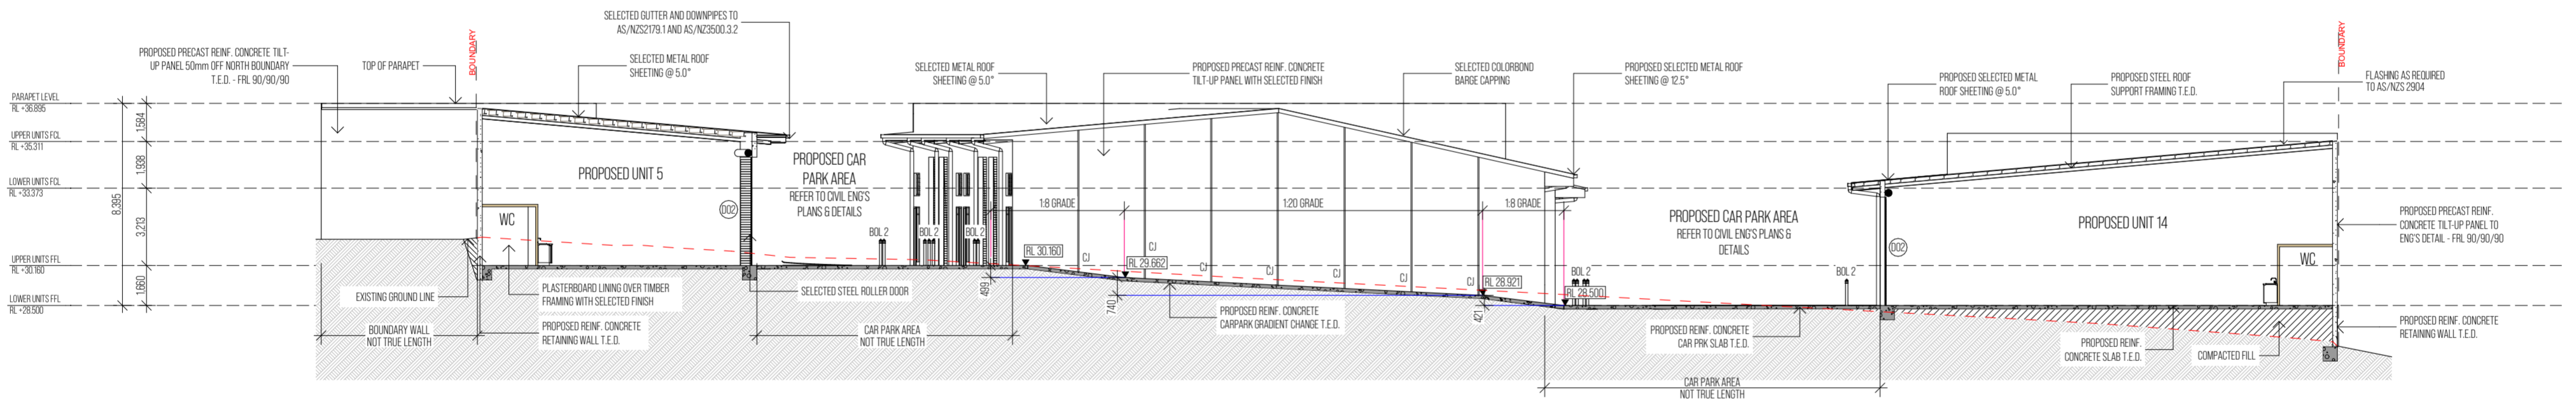 SELECTED GUTTER AND DOWNPIPES TO
AS/NZS2179.1 AND AS/NZ3500.3.2
BOUNDARY
PROPOSED PRECAST REINF. CONCRETE TILT-
UP PANEL 50mm OFF NORTH BOUNDARY
T.E.D. - FRL 90/90/90
TOP OF PARAPET
SELECTED METAL ROOF
SHEETING @ 5.0°
SELECTED METAL ROOF
SHEETING @ 5.0°
PROPOSED PRECAST REINF. CONCRETE
TILT-UP PANEL WITH SELECTED FINISH
SELECTED COLORBOND
BARGE CAPPING
PROPOSED SELECTED METAL ROOF
SHEETING @ 12.5°
PROPOSED SELECTED METAL
ROOF SHEETING @ 5.0°
PROPOSED STEEL ROOF
SUPPORT FRAMING T.E.D.
FLASHING AS REQUIRED
TO AS/NZS 2904
BOUNDARY
PARAPET LEVEL
RL +36.895
UPPER UNITS FCL
RL +35.311
LOWER UNITS FCL
RL +33.373
UPPER UNITS FFL
RL +30.160
LOWER UNITS FFL
RL +28.500
8.395
1.584
1.938
3.213
1.660
PROPOSED UNIT 5
WC
D02
PROPOSED CAR
PARK AREA
REFER TO CIVIL ENG'S
PLANS & DETAILS
BOL 2
BOL 2
BOL 2
1:8 GRADE
1:20 GRADE
1:8 GRADE
RL 30.160
RL 29.662
RL 28.921
RL 28.500
CJ
CJ
CJ
CJ
CJ
CJ
CJ
499
740
421
BOL 2
BOL 2
PROPOSED CAR PARK AREA
REFER TO CIVIL ENG'S PLANS &
DETAILS
D02
PROPOSED UNIT 14
WC
PROPOSED PRECAST REINF.
CONCRETE TILT-UP PANEL TO
ENG'S DETAIL - FRL 90/90/90
EXISTING GROUND LINE
PLASTERBOARD LINING OVER TIMBER
FRAMING WITH SELECTED FINISH
SELECTED STEEL ROLLER DOOR
BOUNDARY WALL
NOT TRUE LENGTH
PROPOSED REINF. CONCRETE
RETAINING WALL T.E.D.
CAR PARK AREA
NOT TRUE LENGTH
PROPOSED REINF. CONCRETE
CARPARK GRADIENT CHANGE T.E.D.
PROPOSED REINF. CONCRETE
CAR PRK SLAB T.E.D.
PROPOSED REINF.
CONCRETE SLAB T.E.D.
COMPACTED FILL
PROPOSED REINF. CONCRETE
RETAINING WALL T.E.D.
CAR PARK AREA
NOT TRUE LENGTH